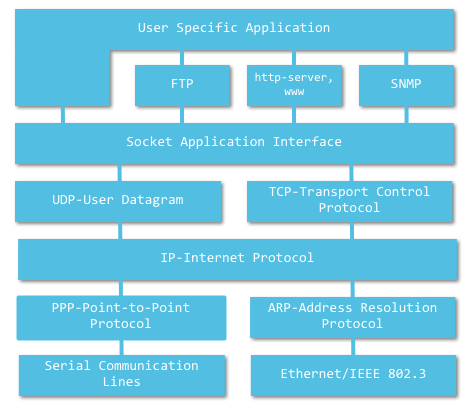 User Specific Application
FTP
http-server,
www
SNMP
Socket Application Interface
UDP-User Datagram
TCP-Transport Control
Protocol
IP-Internet Protocol
PPP-Point-to-Point
Protocol
ARP-Address Resolution
Protocol
Serial Communication
Lines
Ethernet/IEEE 802.3